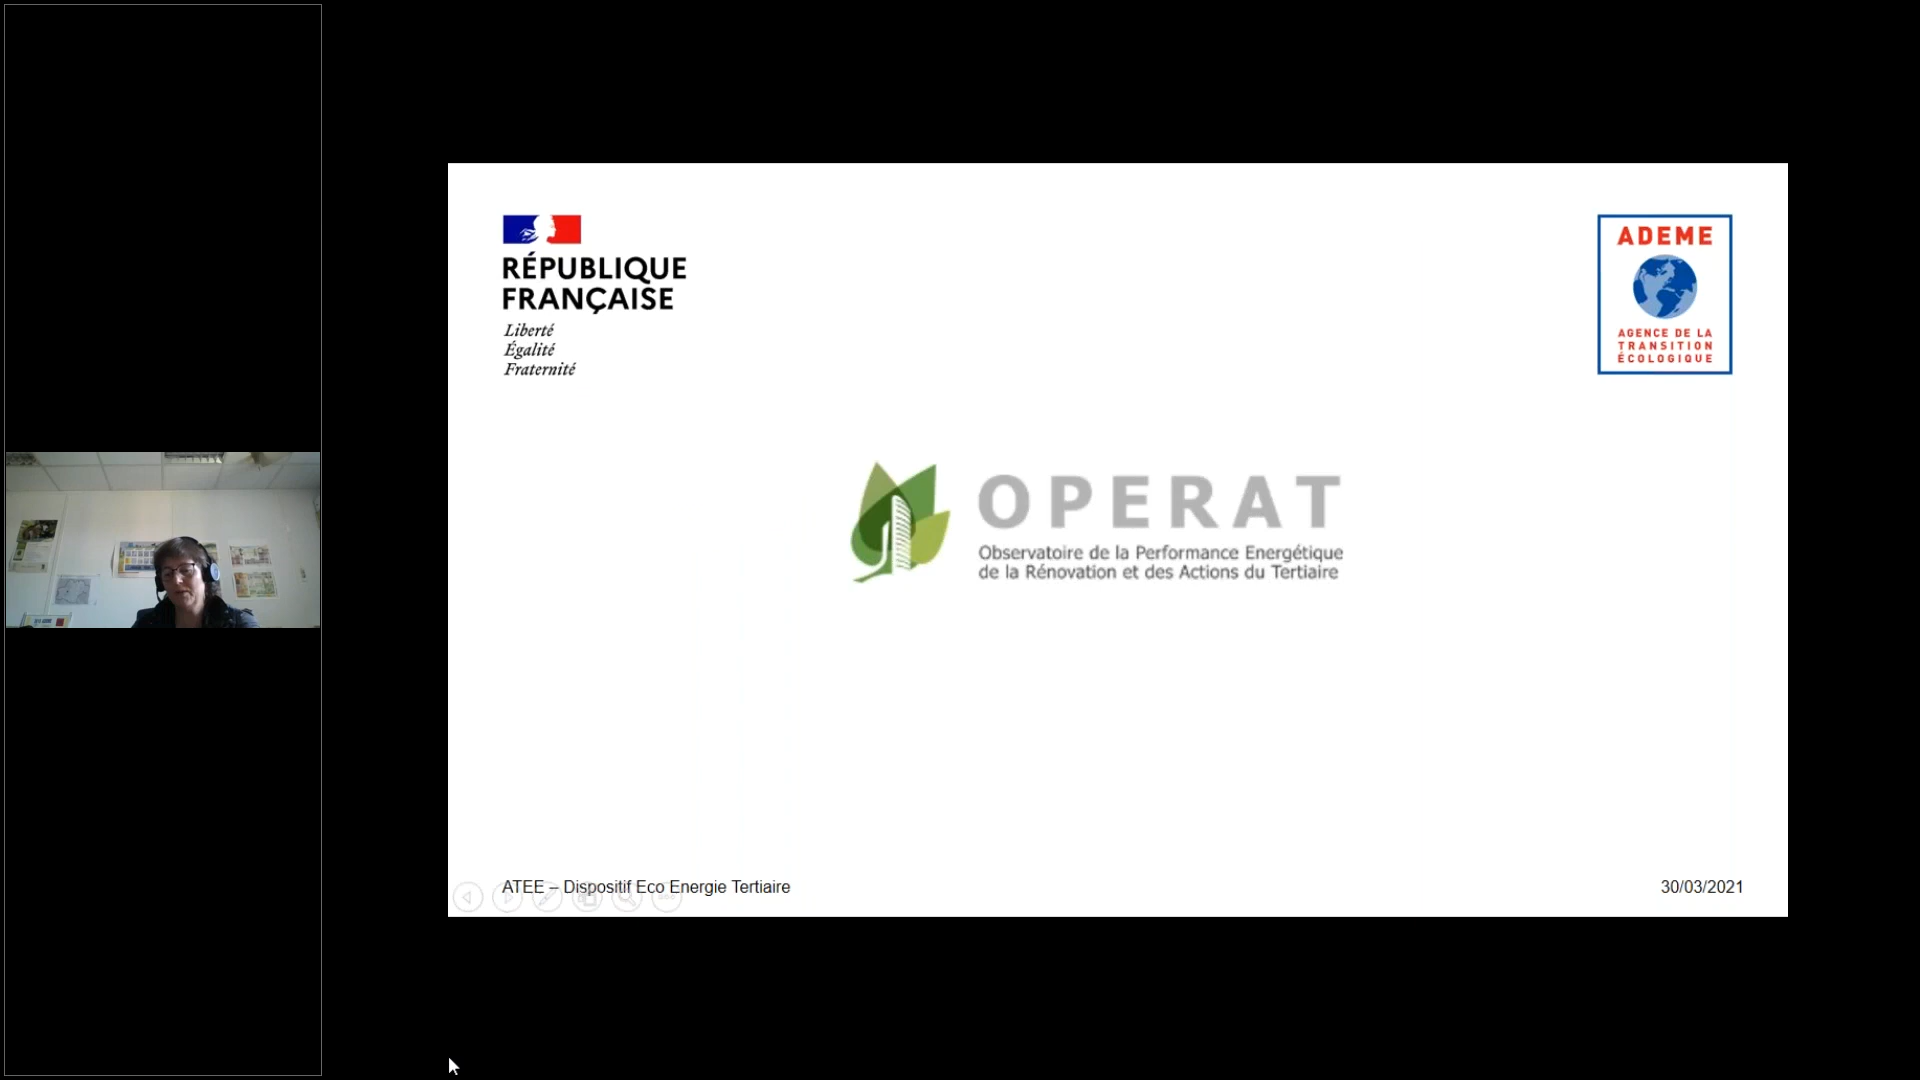 RÉPUBLIQUE
FRANÇAISE
Liberté
Égalité
Fraternité
ADEME
AGENCE DE LA
TRANSITION
ÉCOLOGIQUE
OPERAT
Observatoire de la Performance Energétique
de la Rénovation et des Actions du Tertiaire
ATEE – Dispositif Eco Energie Tertiaire
30/03/2021